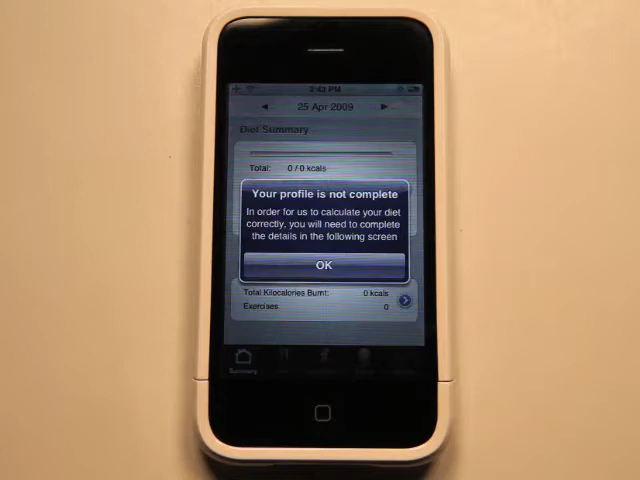 2:43 PM
25 Apr 2009
Diet Summary
Total: 0 / 0 kcals
Your profile is not complete
In order for us to calculate your diet
correctly, you will need to complete
the details in the following screen
OK
Total Kilocalories Burnt: 0 kcals
Exercises 0
Summary